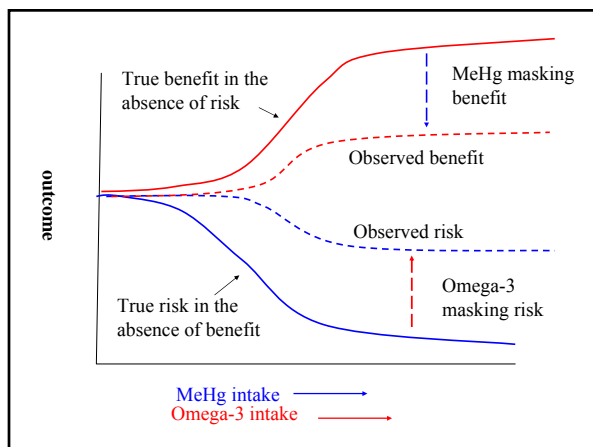 True benefit in the
absence of risk
MeHg masking
benefit
Observed benefit
outcome
Observed risk
True risk in the
absence of benefit
Omega-3
masking risk
MeHg intake
Omega-3 intake